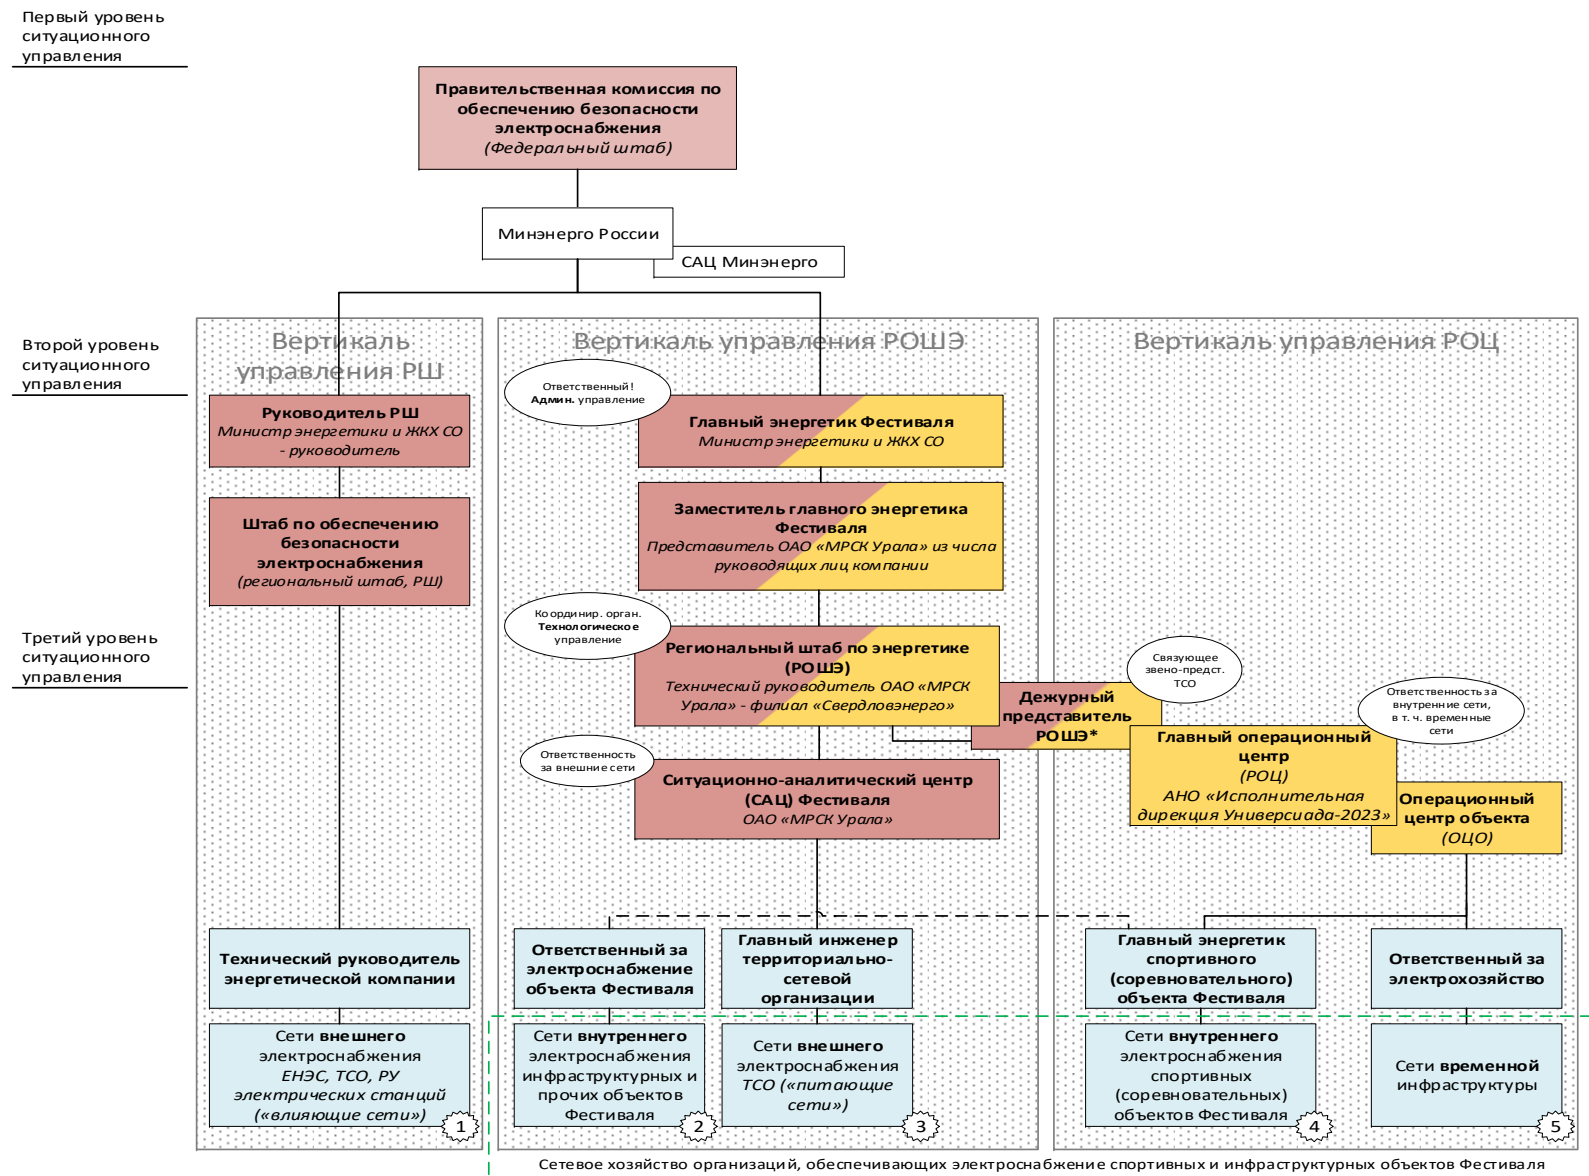 Первый уровень
ситуационного
управления
Правительственная комиссия по
обеспечению безопасности
электроснабжения
(Федеральный штаб)
Минэнерго России
САЦ Минэнерго
Второй уровень
ситуационного
управления
Вертикаль
управления РШ
Вертикаль управления РОШЭ
Вертикаль управления РОЦ
Руководитель РШ
Министр энергетики и ЖКХ СО
- руководитель
Ответственный!
Админ. управление
Главный энергетик Фестиваля
Министр энергетики и ЖКХ СО
Штаб по обеспечению
безопасности
электроснабжения
(региональный штаб, РШ)
Заместитель главного энергетика
Фестиваля
Представитель ОАО «МРСК Урала» из числа
руководящих лиц компании
Третий уровень
ситуационного
управления
Координир. орган.
Технологическое
управление
Региональный штаб по энергетике
(РОШЭ)
Технический руководитель ОАО «МРСК
Урала» - филиал «Свердловэнерго»
Связующее
звено-предст.
ТСО
Дежурный
представитель
РОШЭ*
Ответственность за
внутренние сети,
в т. ч. временные
сети
Главный операционный
центр
(РОЦ)
АНО «Исполнительная
дирекция Универсиада-2023»
Ответственность
за внешние сети
Ситуационно-аналитический центр
(САЦ) Фестиваля
ОАО «МРСК Урала»
Операционный
центр объекта
(ОЦО)
Технический руководитель
энергетической компании
Ответственный за
электроснабжение
объекта Фестиваля
Главный инженер
территориально-
сетевой
организации
Главный энергетик
спортивного
(соревновательного)
объекта Фестиваля
Ответственный за
электрохозяйство
Сети внешнего
электроснабжения
ЕНЭС, ТСО, РУ
электрических станций
(«влияющие сети»)
1
Сети внутреннего
электроснабжения
инфраструктурных и
прочих объектов
Фестиваля
2
Сети внешнего
электроснабжения
ТСО («питающие
сети»)
3
Сети внутреннего
электроснабжения
спортивных
(соревновательных)
объектов Фестиваля
4
Сети временной
инфраструктуры
5
Сетевое хозяйство организаций, обеспечивающих электроснабжение спортивных и инфраструктурных объектов Фестиваля